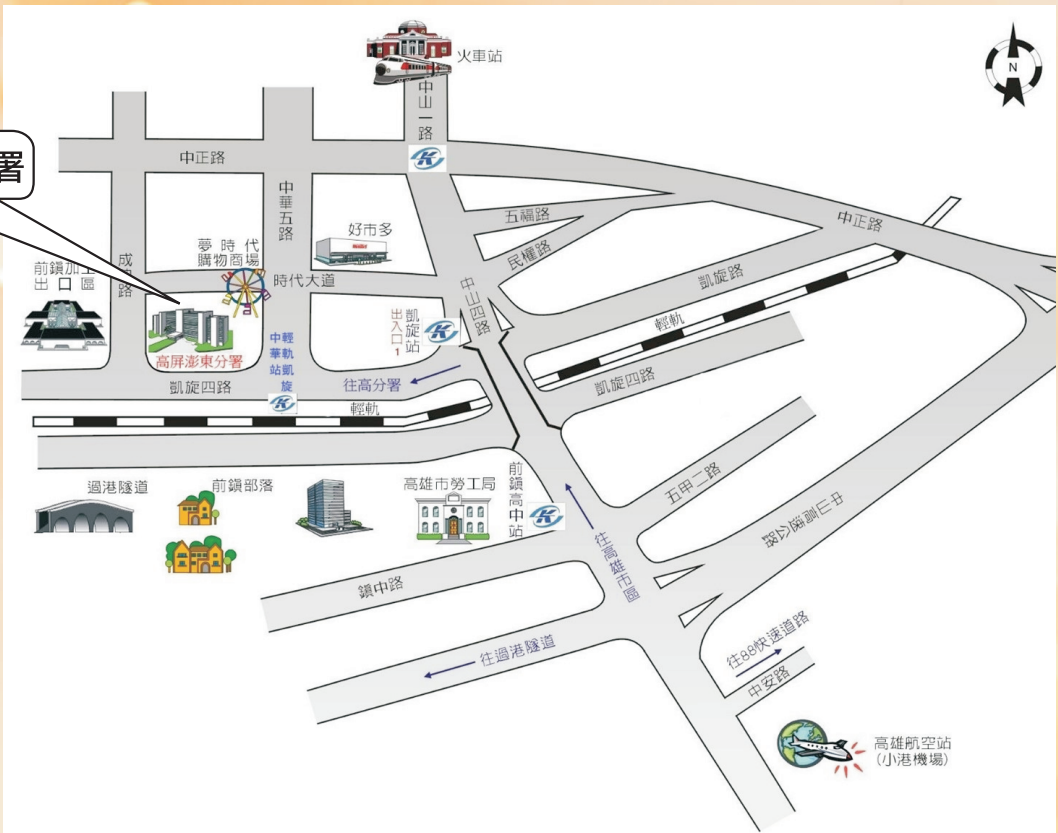 火車站
N
中山一路
中正路
署
中華五路
五福路
中正路
好市多
民權路
夢時代
購物商場
前鎮加工
出口區
時代大道
中山四路
凱旋路
凱旋站
出入口1
輕軌
高屏澎東分署
輕軌凱旋
中華站
往高分署
凱旋四路
凱旋四路
輕軌
過港隧道
前鎮部落
高雄市勞工局
前鎮高中站
五甲二路
中山高速公路
往高雄市區
鎮中路
往過港隧道
往88快速道路
中安路
高雄航空站
(小港機場)